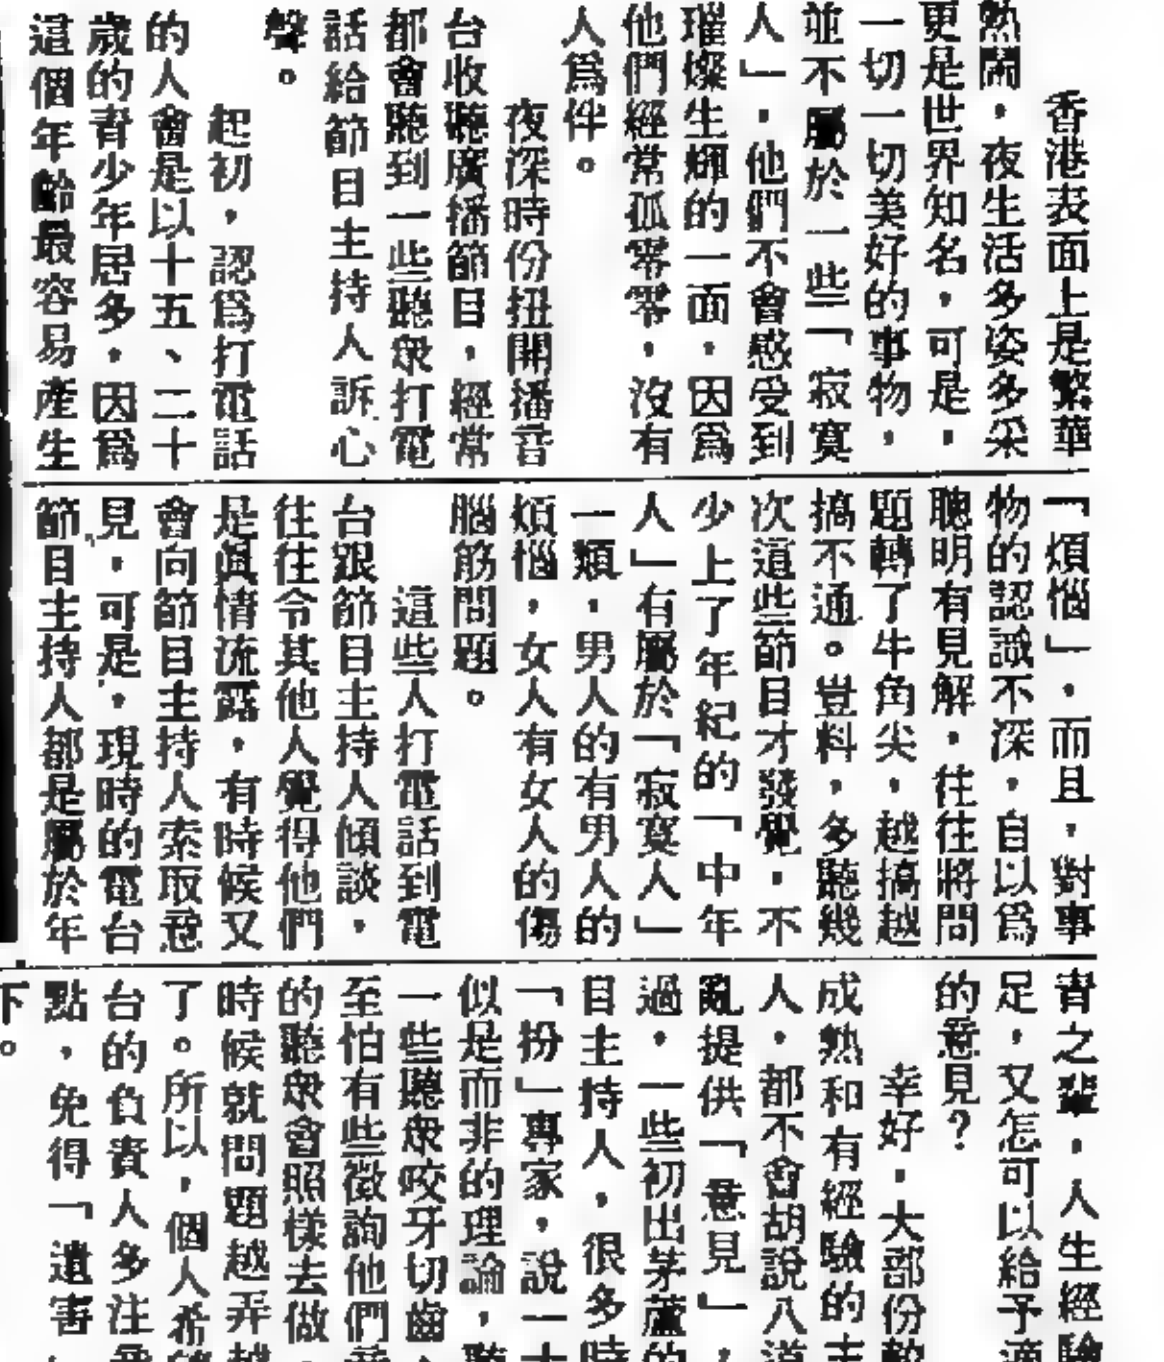 香港表面上是繁華
熱鬧，夜生活多姿多采
更是世界知名，可是，
一切一切美好的事物，
並不屬於一些「寂寞
人」，他們不會感受到
璀燦生輝的一面，因爲
他們經常孤零零，沒有
人爲伴。
夜深時份扭開播音
台收聽廣播節目，經常
都會聽到一些聽衆打電
話給節目主持人訴心
聲。
起初，認爲打電話
的人會是以十五、二十
歲的青少年居多，因爲
這個年齡最容易產生
「煩惱」，而且，對事
物的認識不深，自以爲
聰明有見解，往往將問
題轉了牛角尖，越搞越
搞不通。豈料，多聽幾
次這些節目才發覺，不
少上了年紀的「中年
人」有屬於「寂寞人」
一類，男人的有男人的
煩惱，女人有女人的傷
腦筋問題。
這些人打電話到電
台跟節目主持人傾談，
往往令其他人覺得他們
是眞情流露，有時候又
會向節目主持人索取意
見，可是，現時的電台
節目主持人都是屬於年
青之輩，人生經驗
足，又怎可以給予適
的意見？
幸好，大部份較
成熟和有經驗的主
人，都不會胡說八道
亂提供「意見」，
過，一些初出茅蘆的
目主持人，很多時
「扮」專家，說一
似是而非的理論，聽
一些聽衆咬牙切齒，
至怕有些徵詢他們意
的聽衆會照樣去做，
時候就問題越弄越
了。所以，個人希望
台的負責人多注意
點，免得「遺害
下。